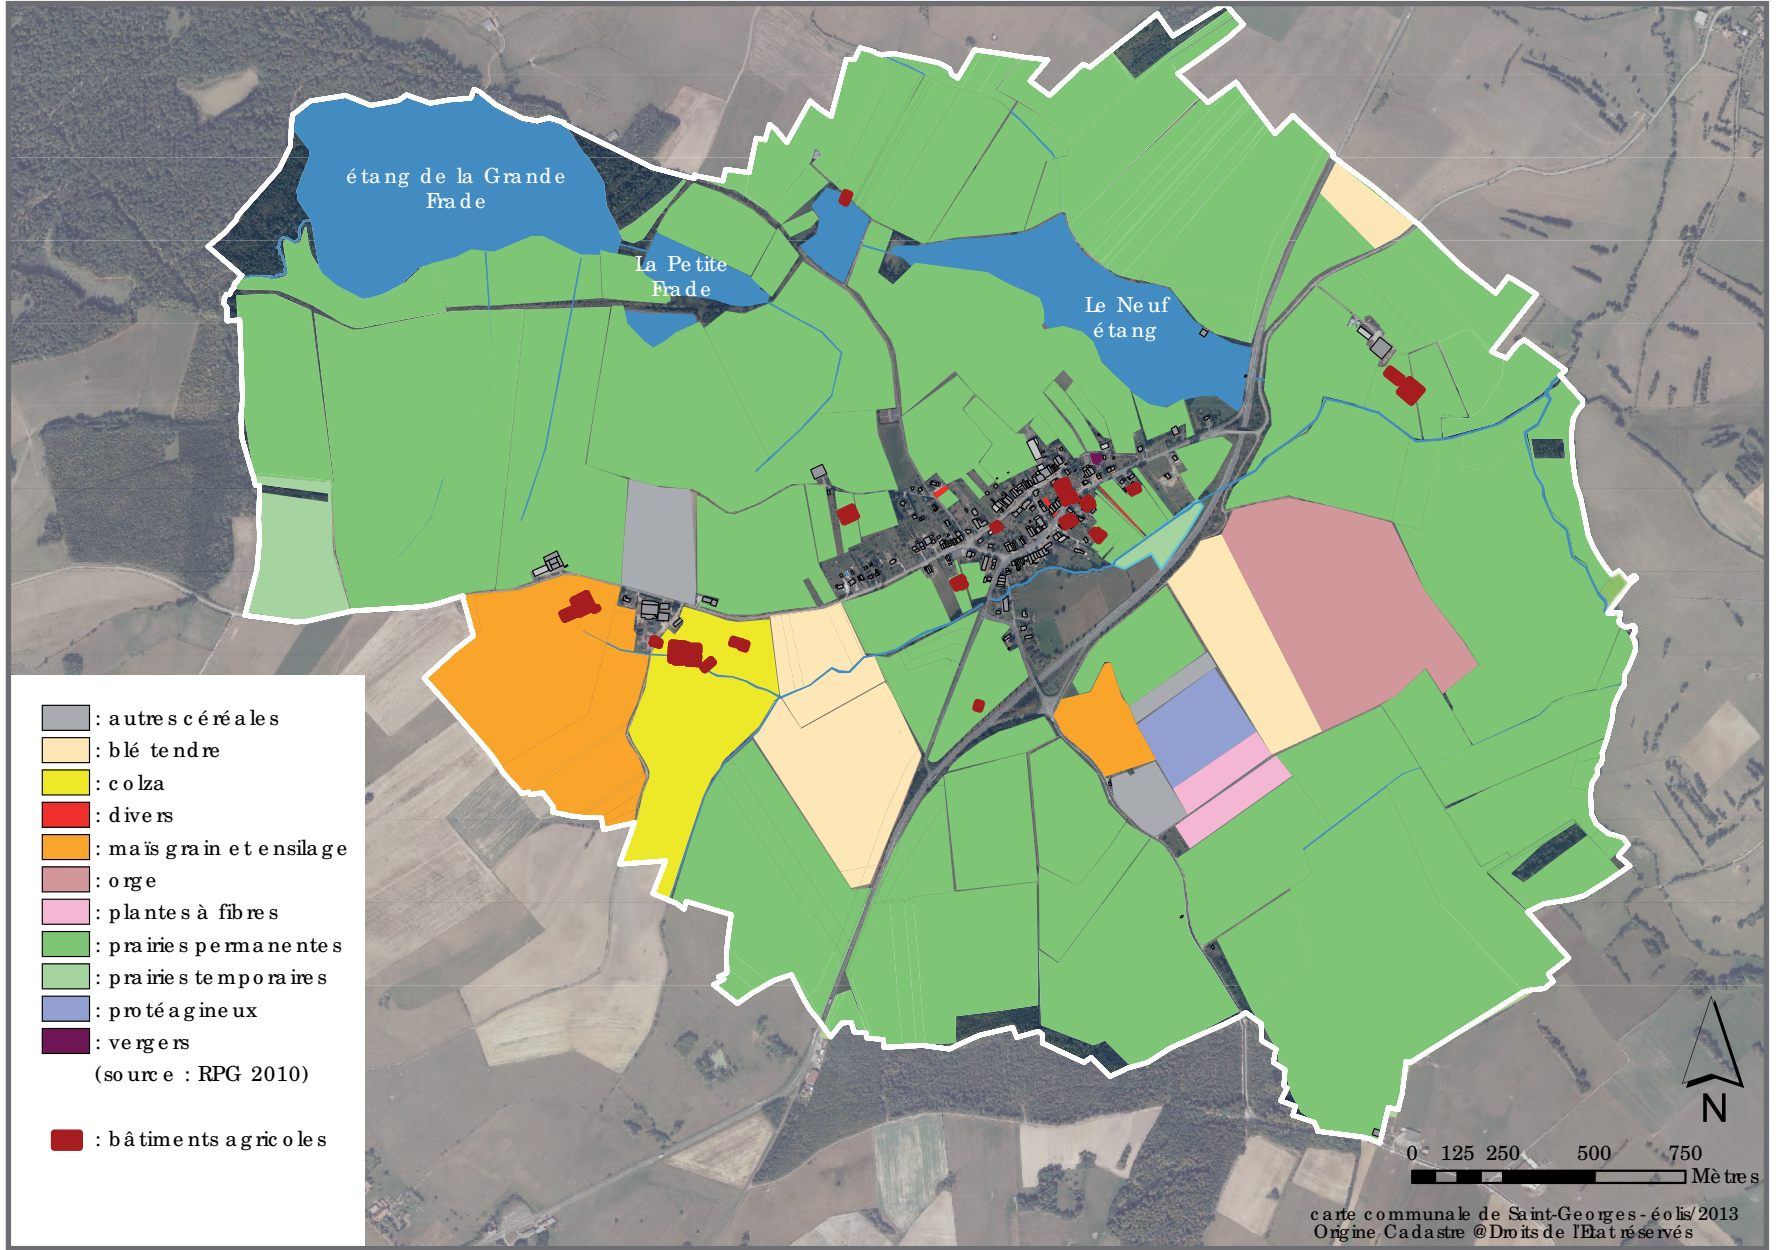 étang de la Grande
Frade
La Petite
Frade
Le Neuf
étang
: autres céréales
: blé tendre
: colza
: divers
: maïs grain et ensilage
: orge
: plantes à fibres
: prairies permanentes
: prairies temporaires
: protéagineux
: vergers
(source : RPG 2010)
: bâtiments agricoles
N
0 125 250 500 750
Mètres
carte communale de Saint-Georges - éolis/2013
Origine Cadastre @Droits de l'Etat réservés